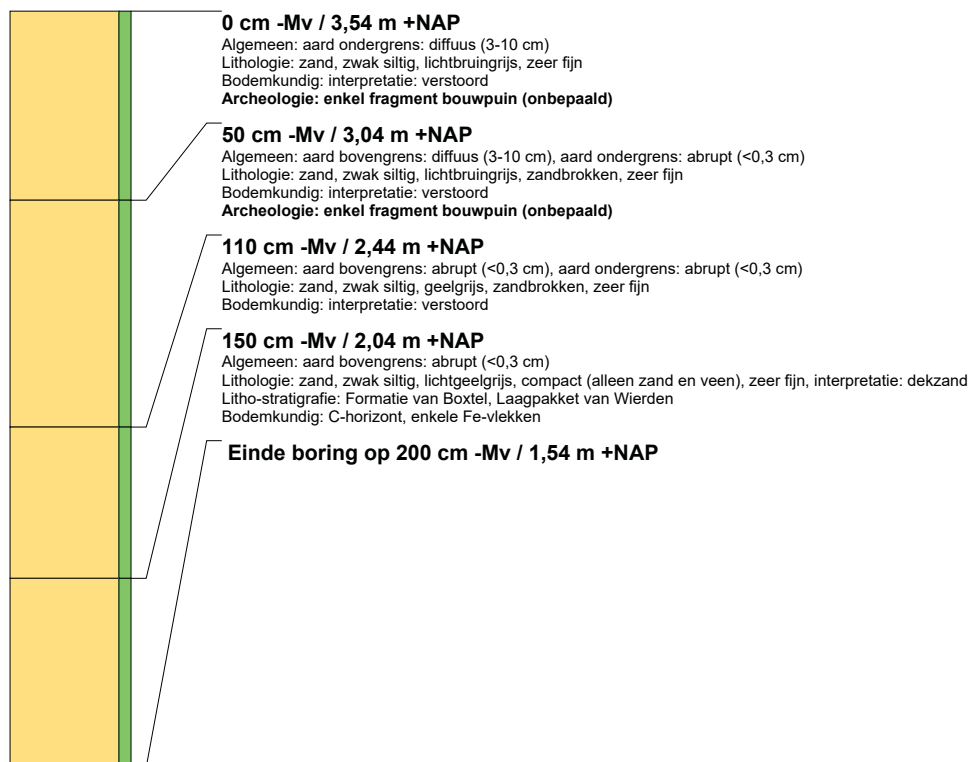 0 cm -Mv / 3,54 m +NAP
Algemeen: aard ondergrens: diffuus (3-10 cm)
Lithologie: zand, zwak siltig, lichtbruingrijs, zeer fijn
Bodemkundig: interpretatie: verstoord
Archeologie: enkel fragment bouwpuin (onbepaald)
50 cm -Mv / 3,04 m +NAP
Algemeen: aard bovengrens: diffuus (3-10 cm), aard ondergrens: abrupt (<0,3 cm)
Lithologie: zand, zwak siltig, lichtbruingrijs, zandbrokken, zeer fijn
Bodemkundig: interpretatie: verstoord
Archeologie: enkel fragment bouwpuin (onbepaald)
110 cm -Mv / 2,44 m +NAP
Algemeen: aard bovengrens: abrupt (<0,3 cm), aard ondergrens: abrupt (<0,3 cm)
Lithologie: zand, zwak siltig, geelgrijs, zandbrokken, zeer fijn
Bodemkundig: interpretatie: verstoord
150 cm -Mv / 2,04 m +NAP
Algemeen: aard bovengrens: abrupt (<0,3 cm)
Lithologie: zand, zwak siltig, lichtgeelgrijs, compact (alleen zand en veen), zeer fijn, interpretatie: dekzand
Litho-stratigrafie: Formatie van Boxtel, Laagpakket van Wierden
Bodemkundig: C-horizont, enkele Fe-vlekken
Einde boring op 200 cm -Mv / 1,54 m +NAP